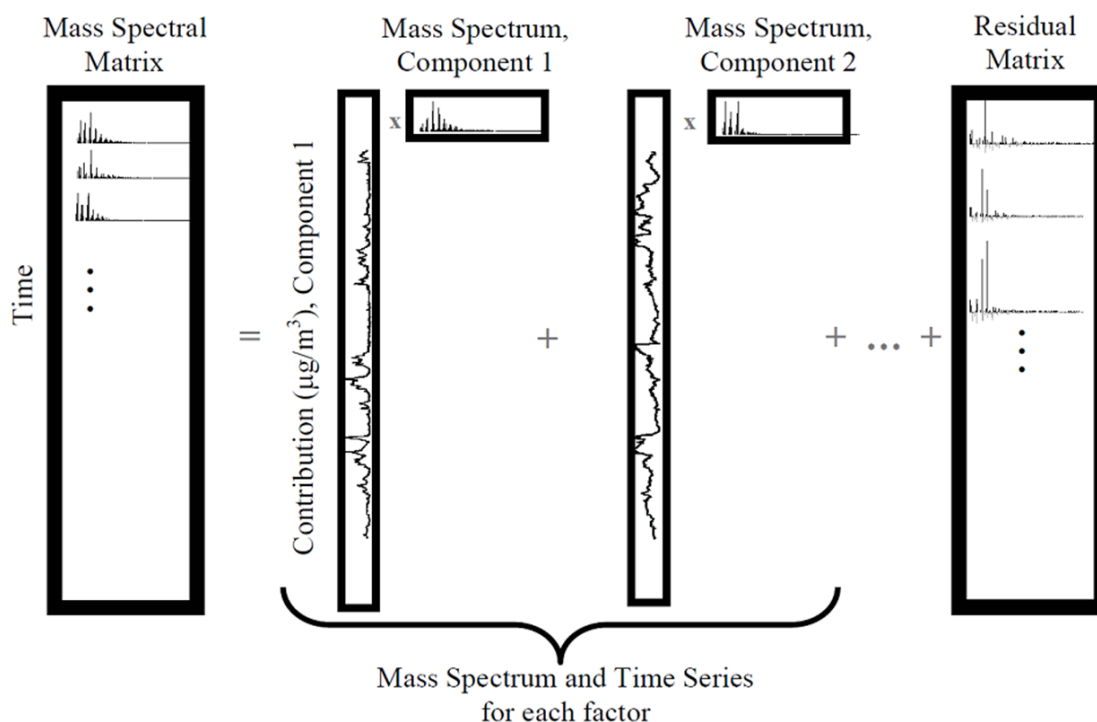 Mass Spectral
Matrix
Mass Spectrum,
Component 1
Mass Spectrum,
Component 2
Residual
Matrix
Time
=
Contribution (µg/m³), Component 1
x
+
x
+ ... +
Mass Spectrum and Time Series
for each factor